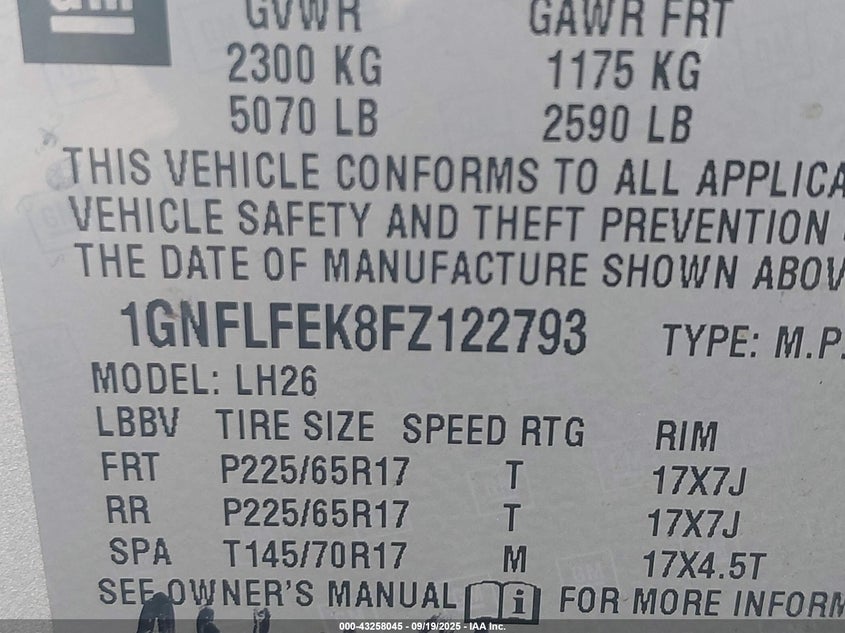 GM
GVWR GAWR FRT
2300 KG 1175 KG
5070 LB 2590 LB
THIS VEHICLE CONFORMS TO ALL APPLICA
VEHICLE SAFETY AND THEFT PREVENTION
THE DATE OF MANUFACTURE SHOWN ABOV
1GNFLFEK8FZ122793 TYPE: M.P.
MODEL: LH26
LBBV TIRE SIZE SPEED RTG RIM
FRT P225/65R17 T 17X7J
RR P225/65R17 T 17X7J
SPA T145/70R17 M 17X4.5T
SEE OWNER'S MANUAL i FOR MORE INFORM
000-43258045 - 09/19/2025 - IAA Inc.